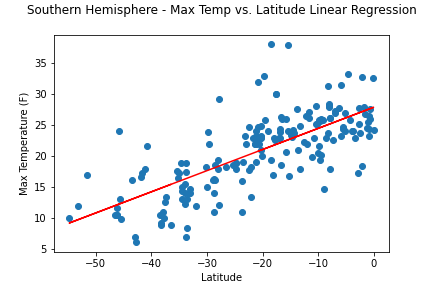 Southern Hemisphere - Max Temp vs. Latitude Linear Regression
35
30
25
20
15
10
5
Max Temperature (F)
−50 −40 −30 −20 −10 0
Latitude